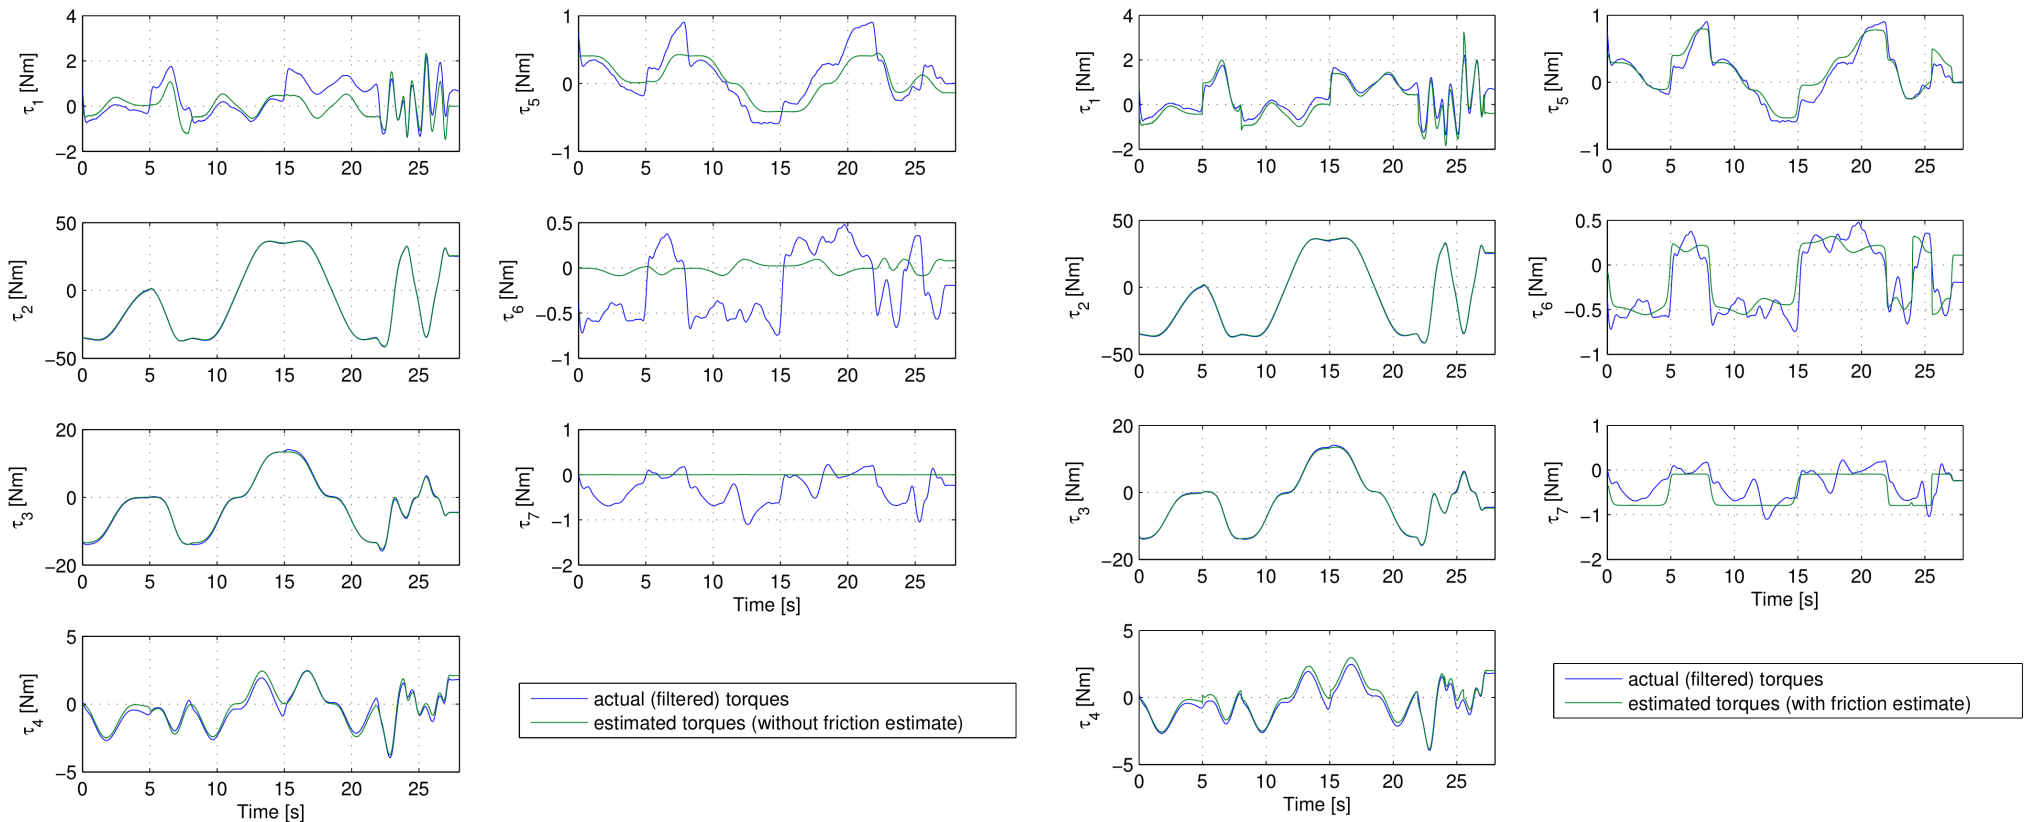 4
2
0
−2
0 5 10 15 20 25
τ1 [Nm]
1
0
−1
0 5 10 15 20 25
τ5 [Nm]
4
2
0
−2
0 5 10 15 20 25
τ1 [Nm]
1
0
−1
0 5 10 15 20 25
τ5 [Nm]
50
0
−50
0 5 10 15 20 25
τ2 [Nm]
0.5
0
−0.5
−1
0 5 10 15 20 25
τ6 [Nm]
50
0
−50
0 5 10 15 20 25
τ2 [Nm]
0.5
0
−0.5
−1
0 5 10 15 20 25
τ6 [Nm]
20
0
−20
0 5 10 15 20 25
τ3 [Nm]
1
0
−1
−2
0 5 10 15 20 25
τ7 [Nm]
Time [s]
20
0
−20
0 5 10 15 20 25
τ3 [Nm]
1
0
−1
−2
0 5 10 15 20 25
τ7 [Nm]
Time [s]
5
0
−5
0 5 10 15 20 25
τ4 [Nm]
Time [s]
actual (filtered) torques
estimated torques (without friction estimate)
5
0
−5
0 5 10 15 20 25
τ4 [Nm]
Time [s]
actual (filtered) torques
estimated torques (with friction estimate)